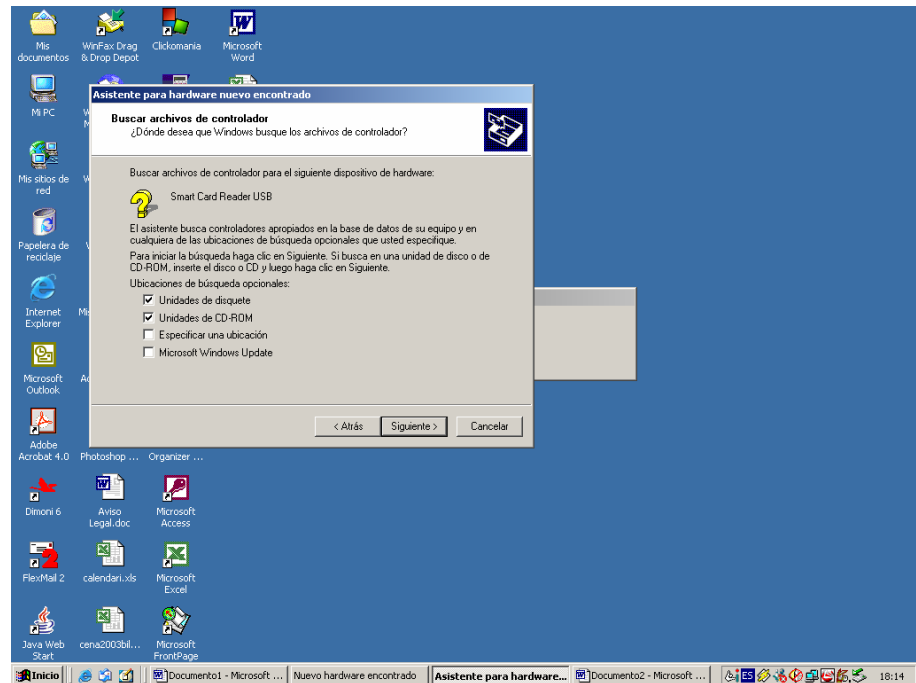 Mis documentos
WinFax Drag & Drop Depot
Clickomania
Microsoft Word
Mi PC
Mis sitios de red
Papelera de reciclaje
Internet Explorer
Microsoft Outlook
Adobe Acrobat 4.0
Photoshop ...
Organizer ...
Dimoni 6
Aviso Legal.doc
Microsoft Access
FlexMail 2
calendari.xls
Microsoft Excel
Java Web Start
cena2003bil...
Microsoft FrontPage
Asistente para hardware nuevo encontrado
Buscar archivos de controlador
¿Dónde desea que Windows busque los archivos de controlador?
Buscar archivos de controlador para el siguiente dispositivo de hardware:
Smart Card Reader USB
El asistente busca controladores apropiados en la base de datos de su equipo y en
cualquiera de las ubicaciones de búsqueda opcionales que usted especifique.
Para iniciar la búsqueda haga clic en Siguiente. Si busca en una unidad de disco o de
CD-ROM, inserte el disco o CD y luego haga clic en Siguiente.
Ubicaciones de búsqueda opcionales:
Unidades de disquete
Unidades de CD-ROM
Especificar una ubicación
Microsoft Windows Update
< Atrás
Siguiente >
Cancelar
Inicio
Documento1 - Microsoft ...
Nuevo hardware encontrado
Asistente para hardware...
Documento2 - Microsoft ...
ES
18:14